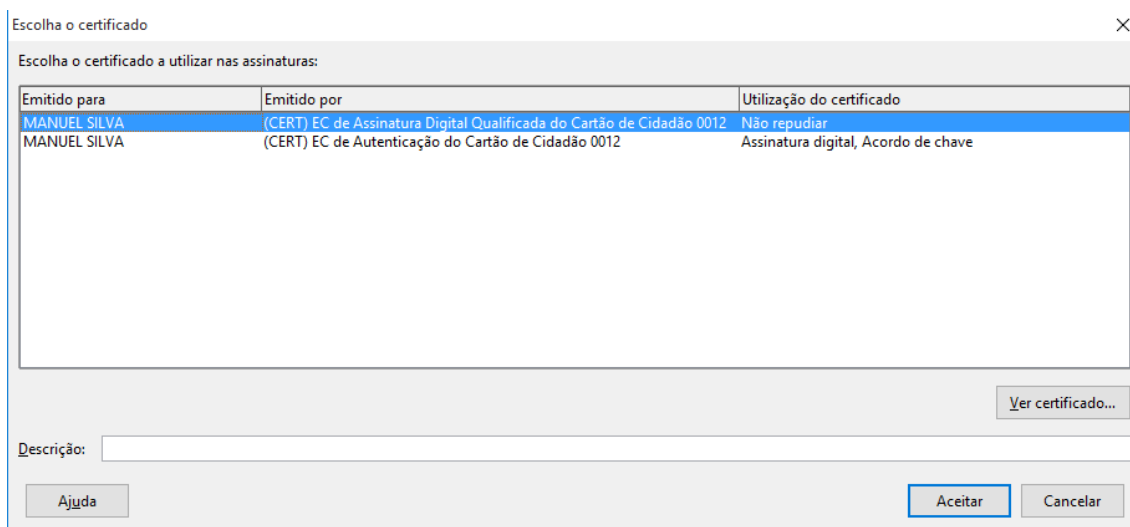 Escolha o certificado
Escolha o certificado a utilizar nas assinaturas:
Emitido para Emitido por Utilização do certificado
MANUEL SILVA (CERT) EC de Assinatura Digital Qualificada do Cartão de Cidadão 0012 Não repudiar
MANUEL SILVA (CERT) EC de Autenticação do Cartão de Cidadão 0012 Assinatura digital, Acordo de chave
Ver certificado...
Descrição:
Ajuda Aceitar Cancelar